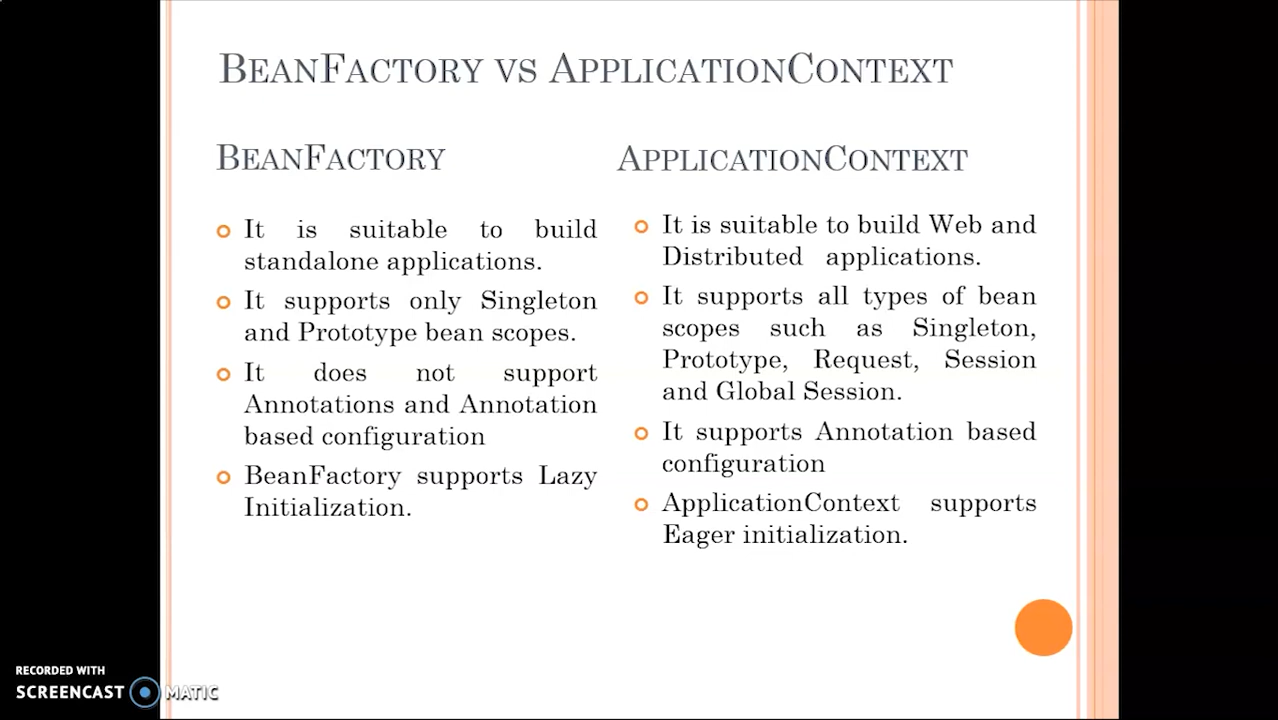 BEANFACTORY VS APPLICATIONCONTEXT
BEANFACTORY
It is suitable to build
standalone applications.
It supports only Singleton
and Prototype bean scopes.
It does not support
Annotations and Annotation
based configuration
BeanFactory supports Lazy
Initialization.
APPLICATIONCONTEXT
It is suitable to build Web and
Distributed applications.
It supports all types of bean
scopes such as Singleton,
Prototype, Request, Session
and Global Session.
It supports Annotation based
configuration
ApplicationContext supports
Eager initialization.
RECORDED WITH
SCREENCAST MATIC